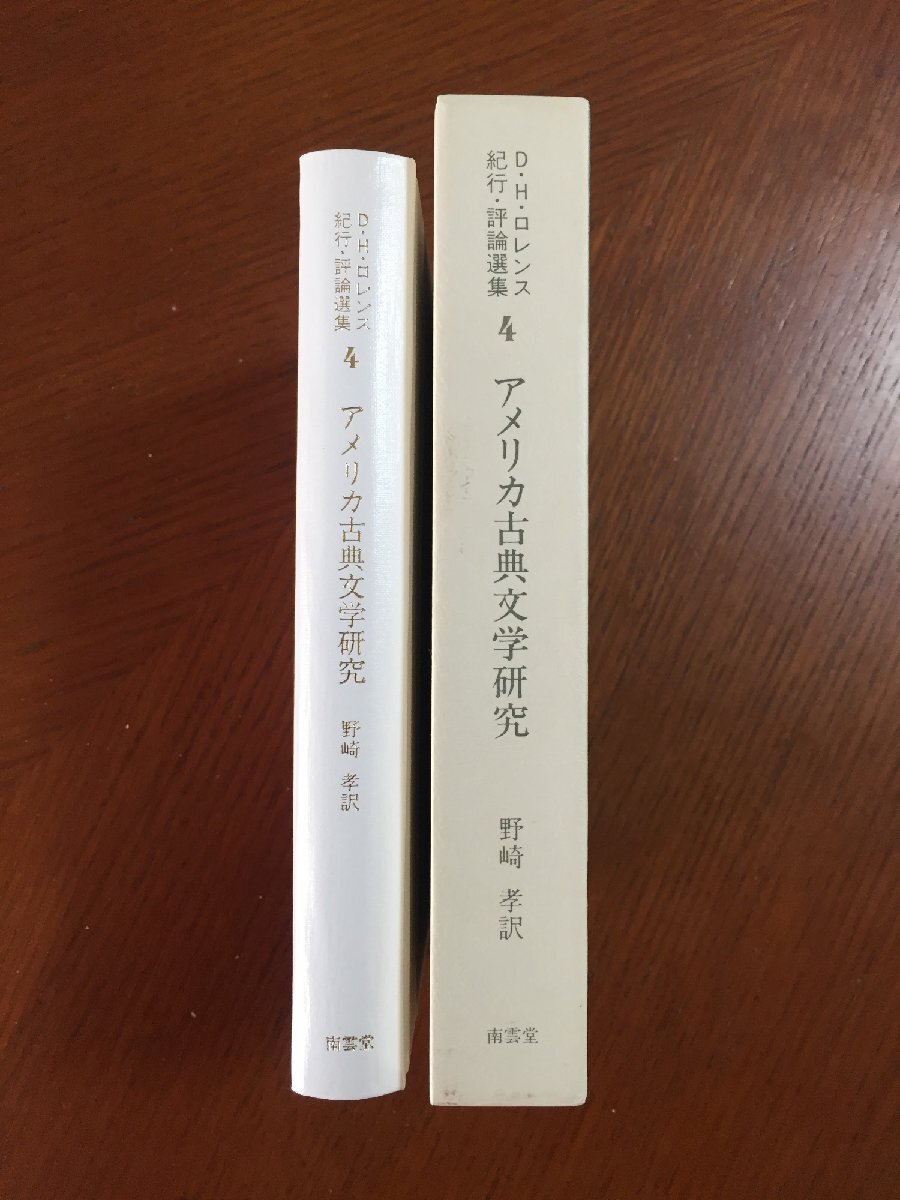 D・H・ロレンス
紀行・評論選集
4
アメリカ古典文学研究
野崎 孝訳
南雲堂
D・H・ロレンス
紀行・評論選集
4
アメリカ古典文学研究
野崎 孝訳
南雲堂